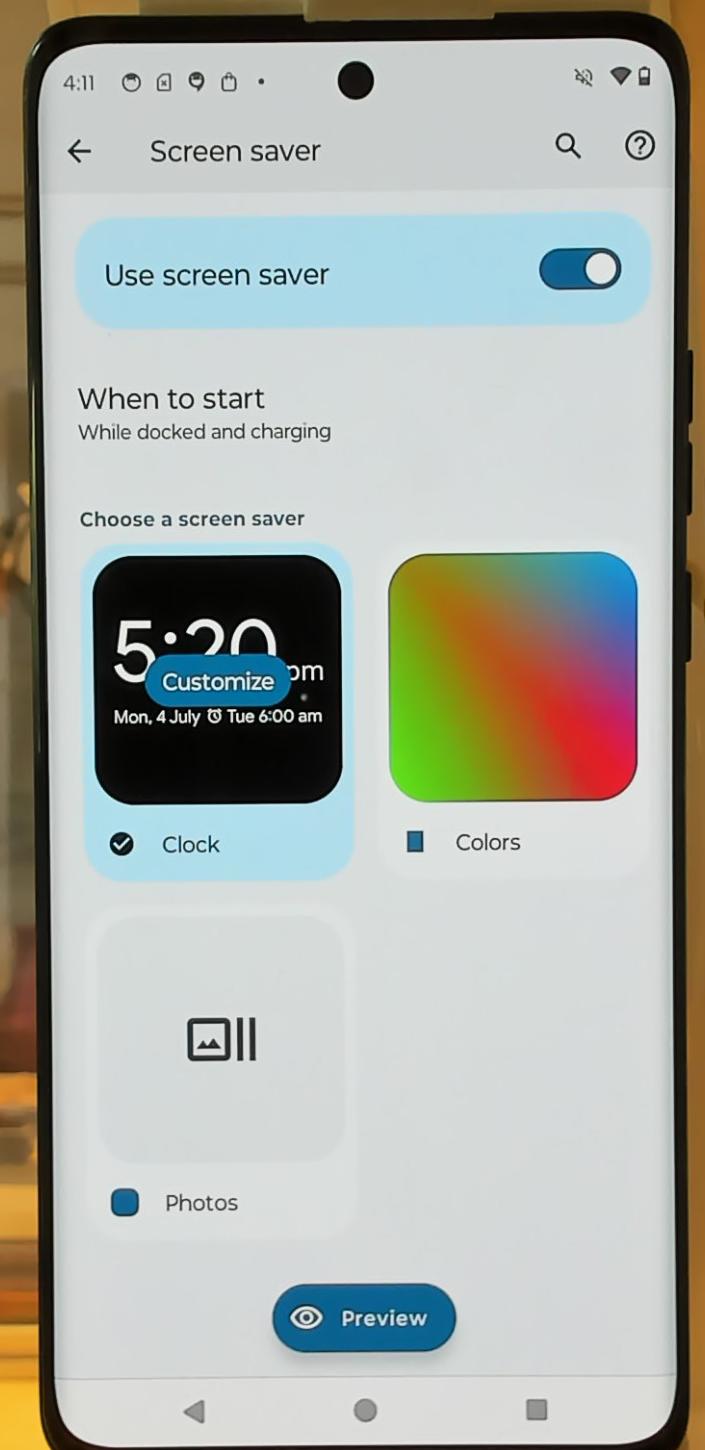 4:11
Screen saver
Use screen saver
When to start
While docked and charging
Choose a screen saver
5:20
pm
Customize
Mon, 4 July Tue 6:00 am
Clock
Colors
Photos
Preview